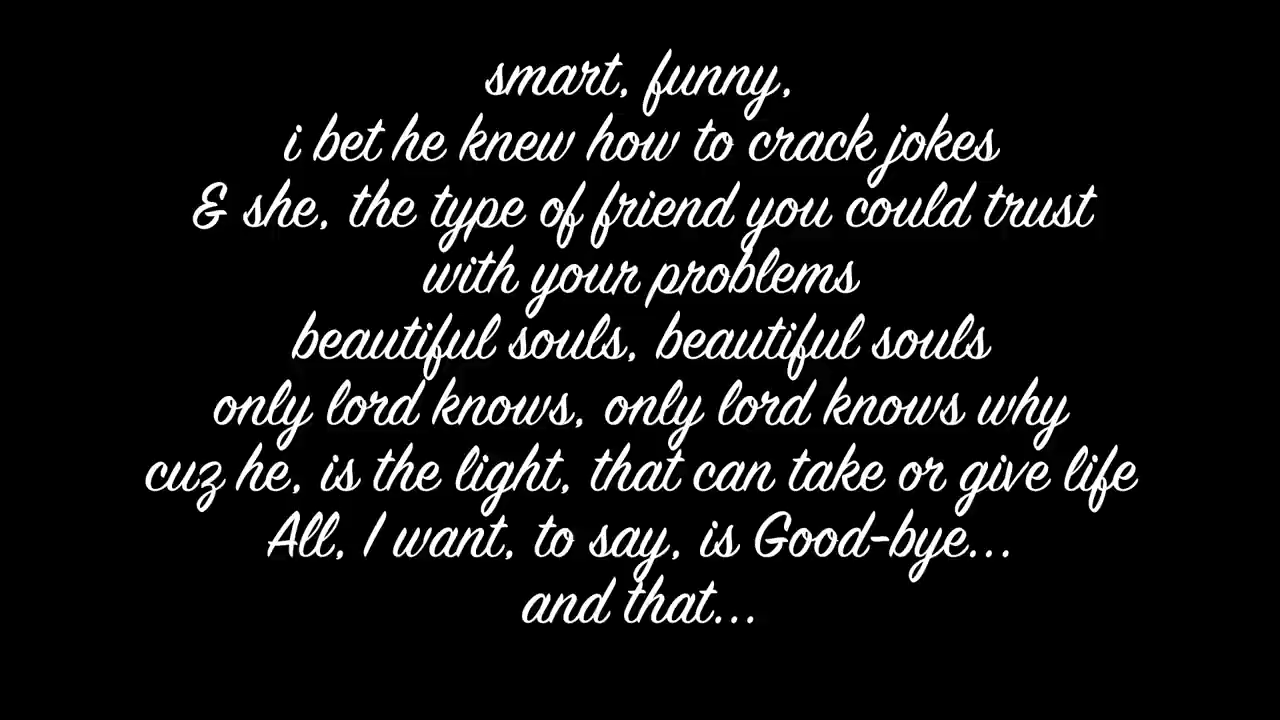 smart, funny,
i bet he knew how to crack jokes
& she, the type of friend you could trust
with your problems
beautiful souls, beautiful souls
only lord knows, only lord knows why
cuz he, is the light, that can take or give life
All, I want, to say, is Good-bye...
and that...